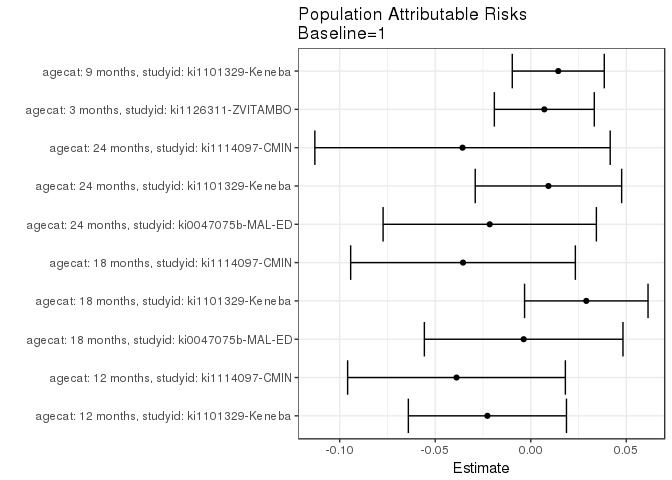 Population Attributable Risks
Baseline=1
agecat: 9 months, studyid: ki1101329-Keneba
agecat: 3 months, studyid: ki1126311-ZVITAMBO
agecat: 24 months, studyid: ki1114097-CMIN
agecat: 24 months, studyid: ki1101329-Keneba
agecat: 24 months, studyid: ki0047075b-MAL-ED
agecat: 18 months, studyid: ki1114097-CMIN
agecat: 18 months, studyid: ki1101329-Keneba
agecat: 18 months, studyid: ki0047075b-MAL-ED
agecat: 12 months, studyid: ki1114097-CMIN
agecat: 12 months, studyid: ki1101329-Keneba
-0.10 -0.05 0.00 0.05
Estimate